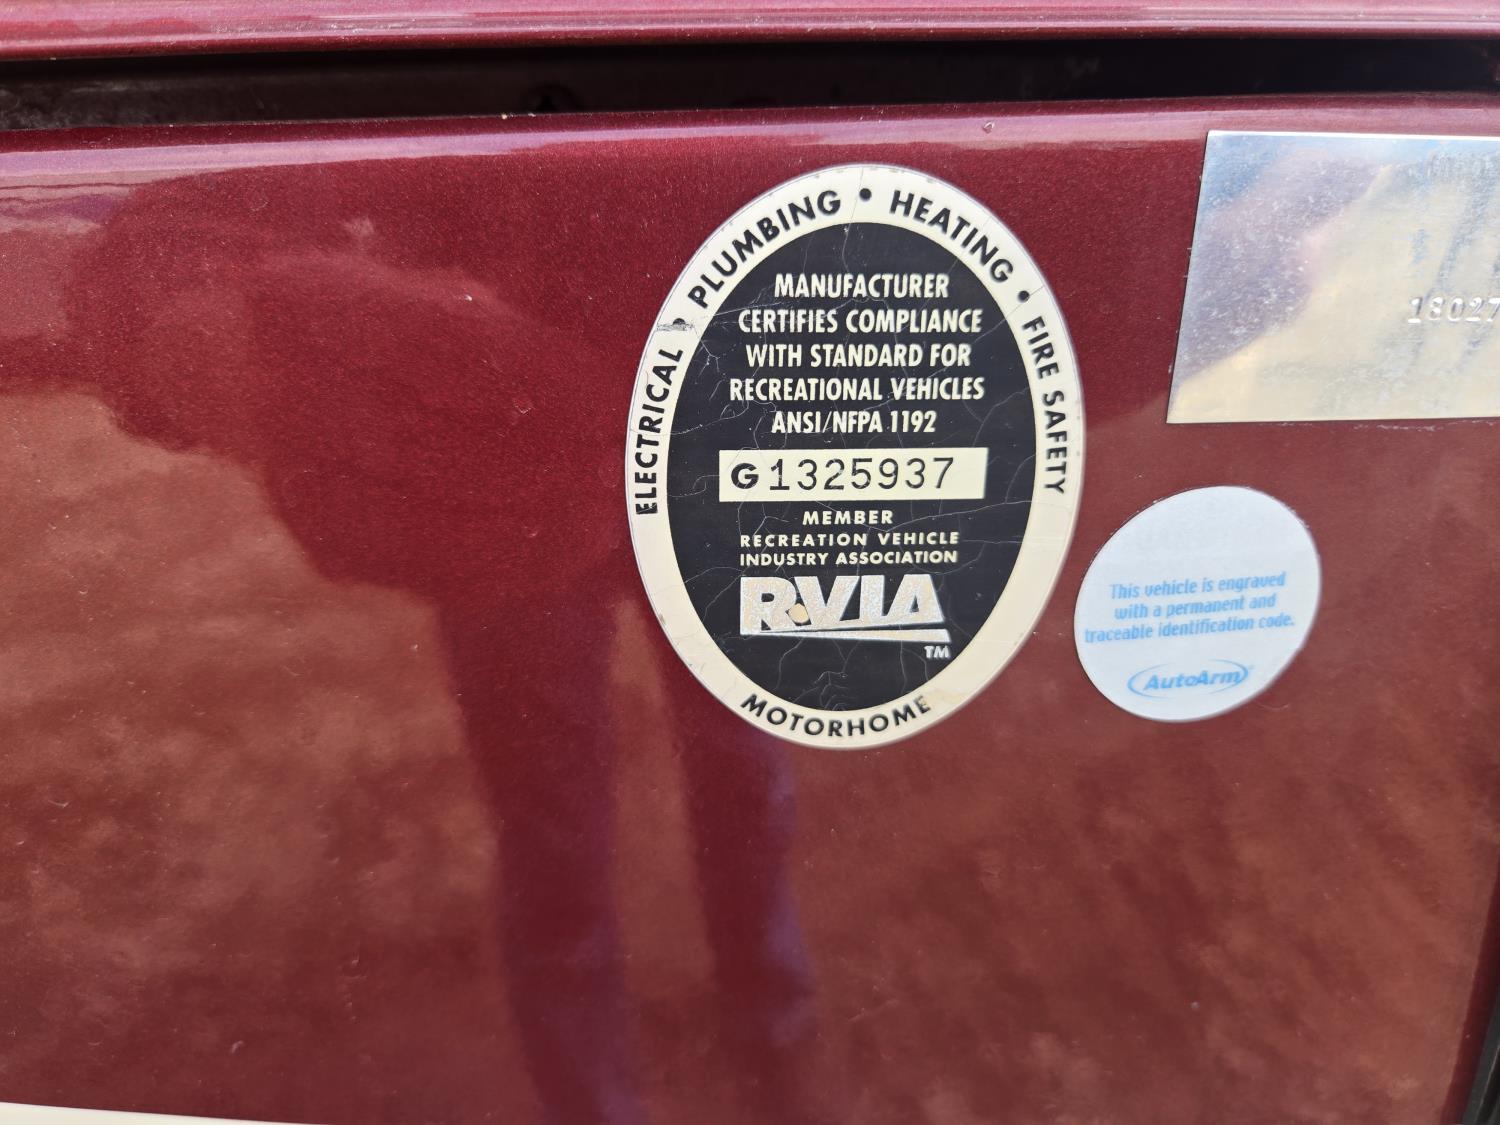 ELECTRICAL • PLUMBING • HEATING • FIRE SAFETY
MANUFACTURER
CERTIFIES COMPLIANCE
WITH STANDARD FOR
RECREATIONAL VEHICLES
ANSI/NFPA 1192
G1325937
MEMBER
RECREATION VEHICLE
INDUSTRY ASSOCIATION
RVIA
TM
MOTORHOME
18027
This vehicle is engraved
with a permanent and
traceable identification code.
AutoArm®